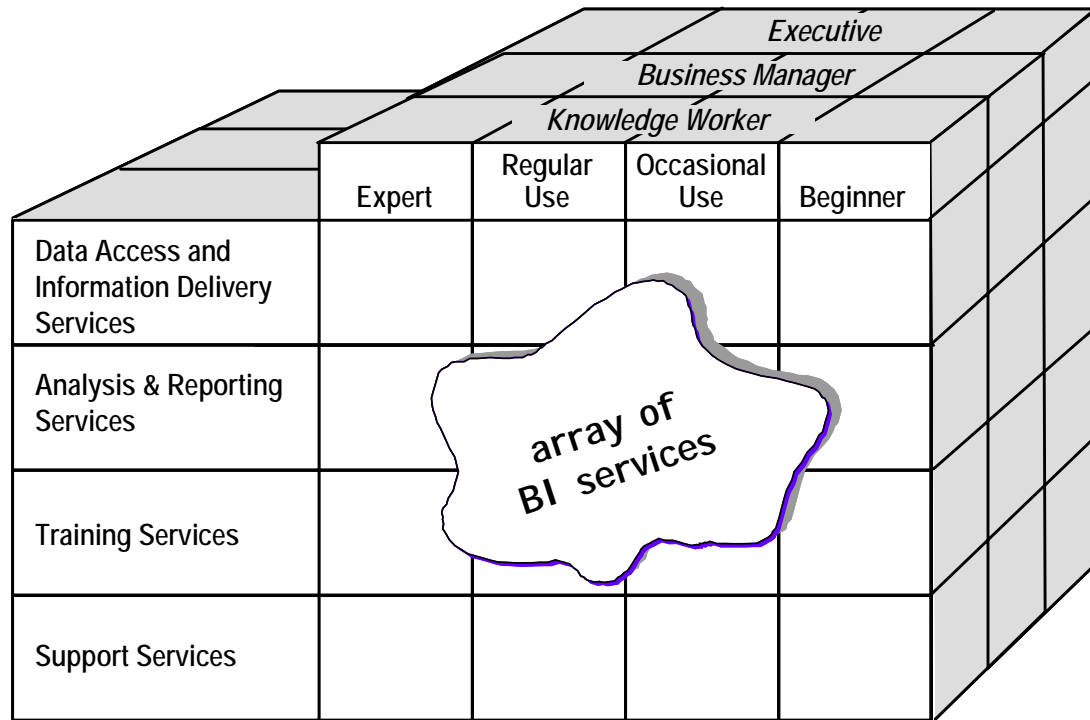 Executive
Business Manager
Knowledge Worker
Expert
Regular
Use
Occasional
Use
Beginner
Data Access and
Information Delivery
Services
Analysis & Reporting
Services
array of
BI services
Training Services
Support Services